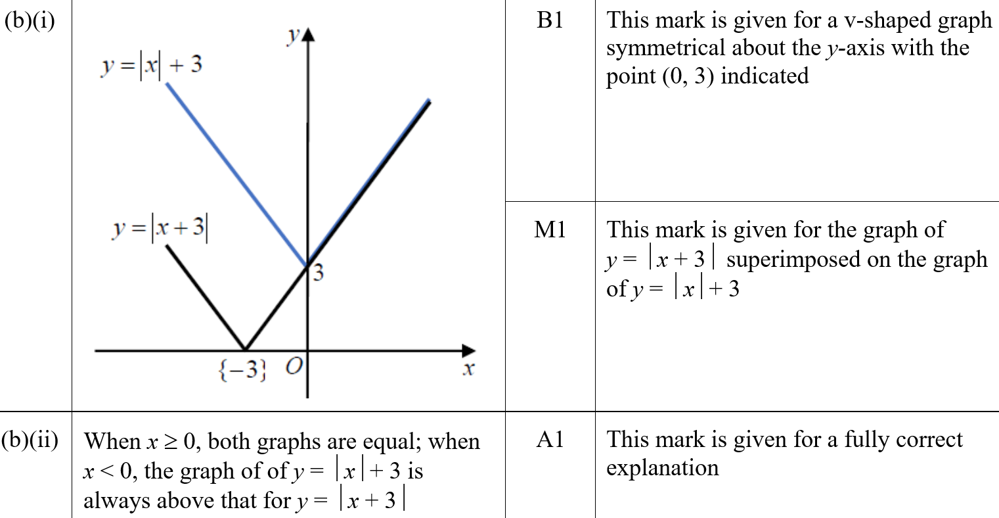 (b)(i)
y
y = |x| + 3
y = |x + 3|
3
{−3}
O
x
B1
This mark is given for a v-shaped graph
symmetrical about the y-axis with the
point (0, 3) indicated
M1
This mark is given for the graph of
y = |x + 3| superimposed on the graph
of y = |x| + 3
(b)(ii)
When x ≥ 0, both graphs are equal; when
x < 0, the graph of of y = |x| + 3 is
always above that for y = |x + 3|
A1
This mark is given for a fully correct
explanation